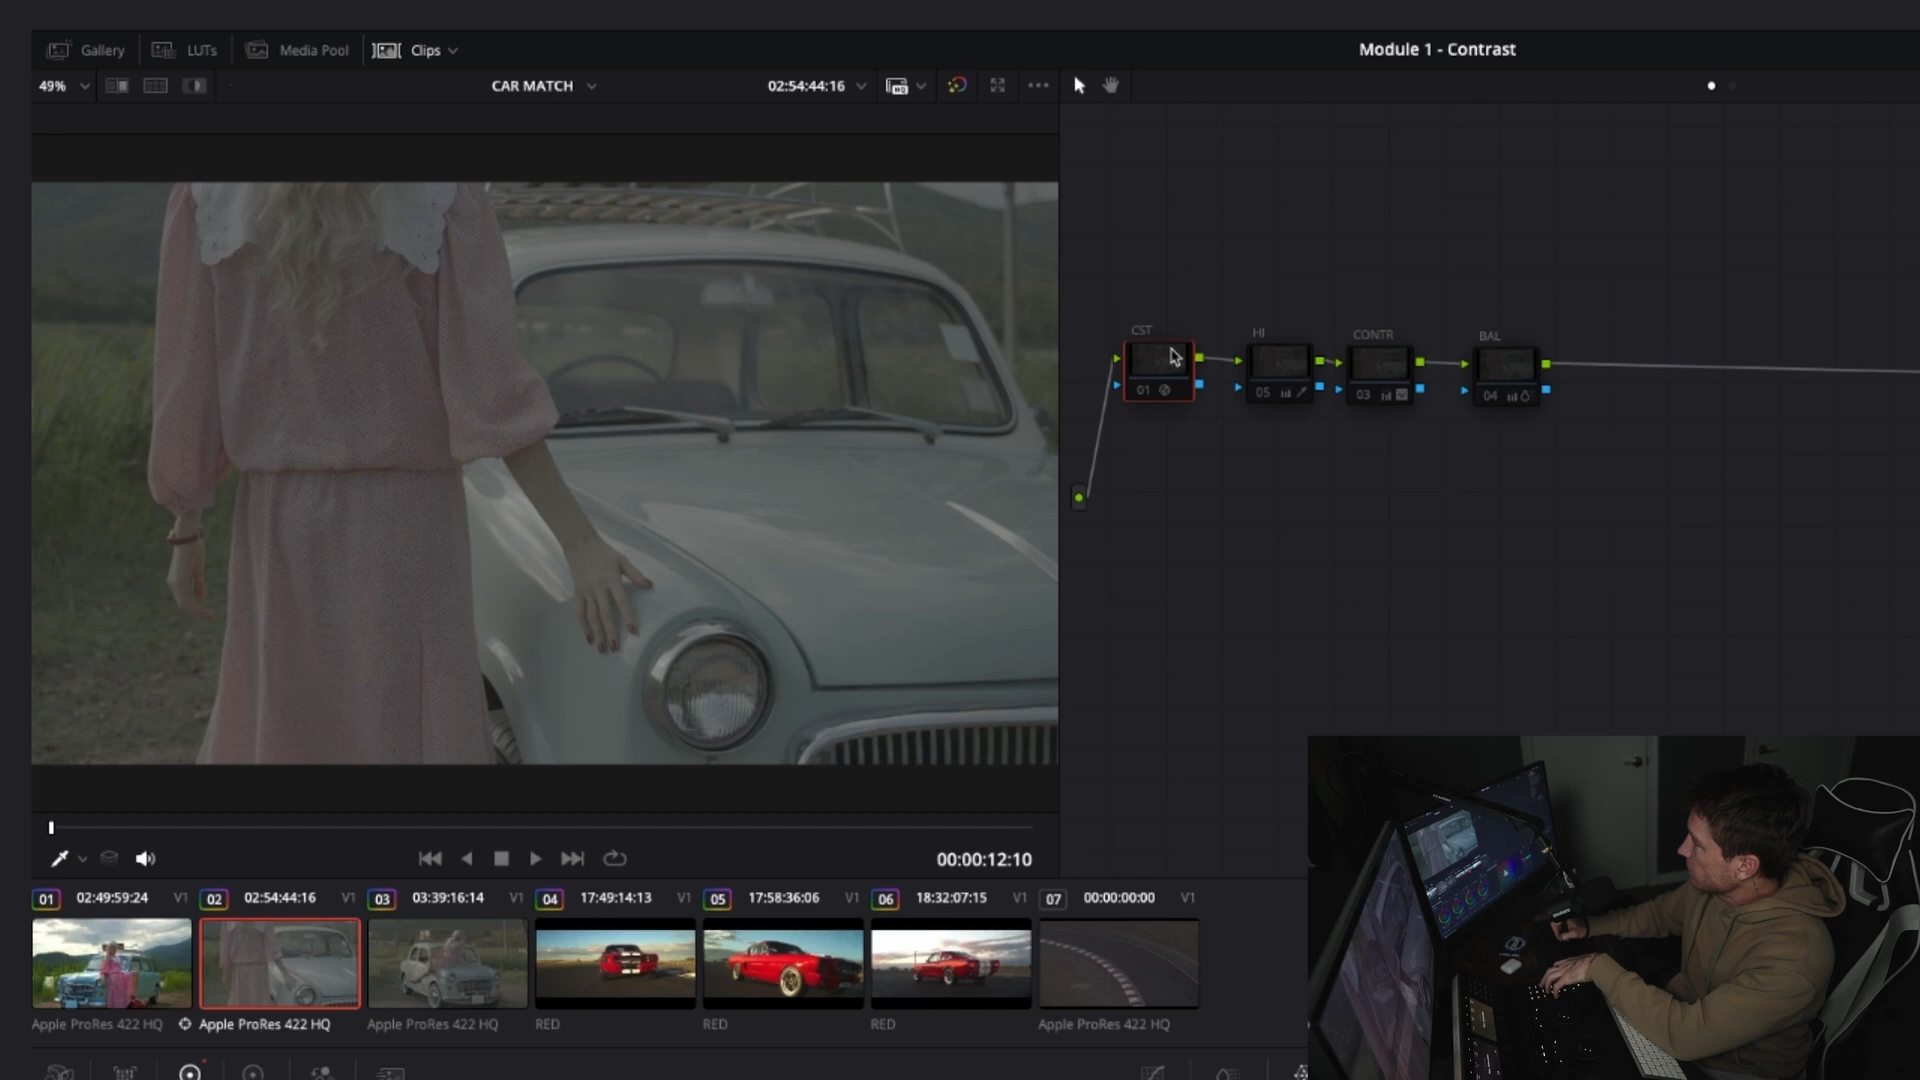 Gallery LUTs Media Pool Clips
Module 1 - Contrast
49% CAR MATCH 02:54:44:16
HQ
CST HI CONTR BAL
01 05 03 04
00:00:12:10
01 02:49:59:24 V1 02 02:54:44:16 V1 03 03:39:16:14 V1 04 17:49:14:13 V1 05 17:58:36:06 V1 06 18:32:07:15 V1 07 00:00:00:00 V1
Apple ProRes 422 HQ Apple ProRes 422 HQ Apple ProRes 422 HQ RED RED RED Apple ProRes 422 HQ